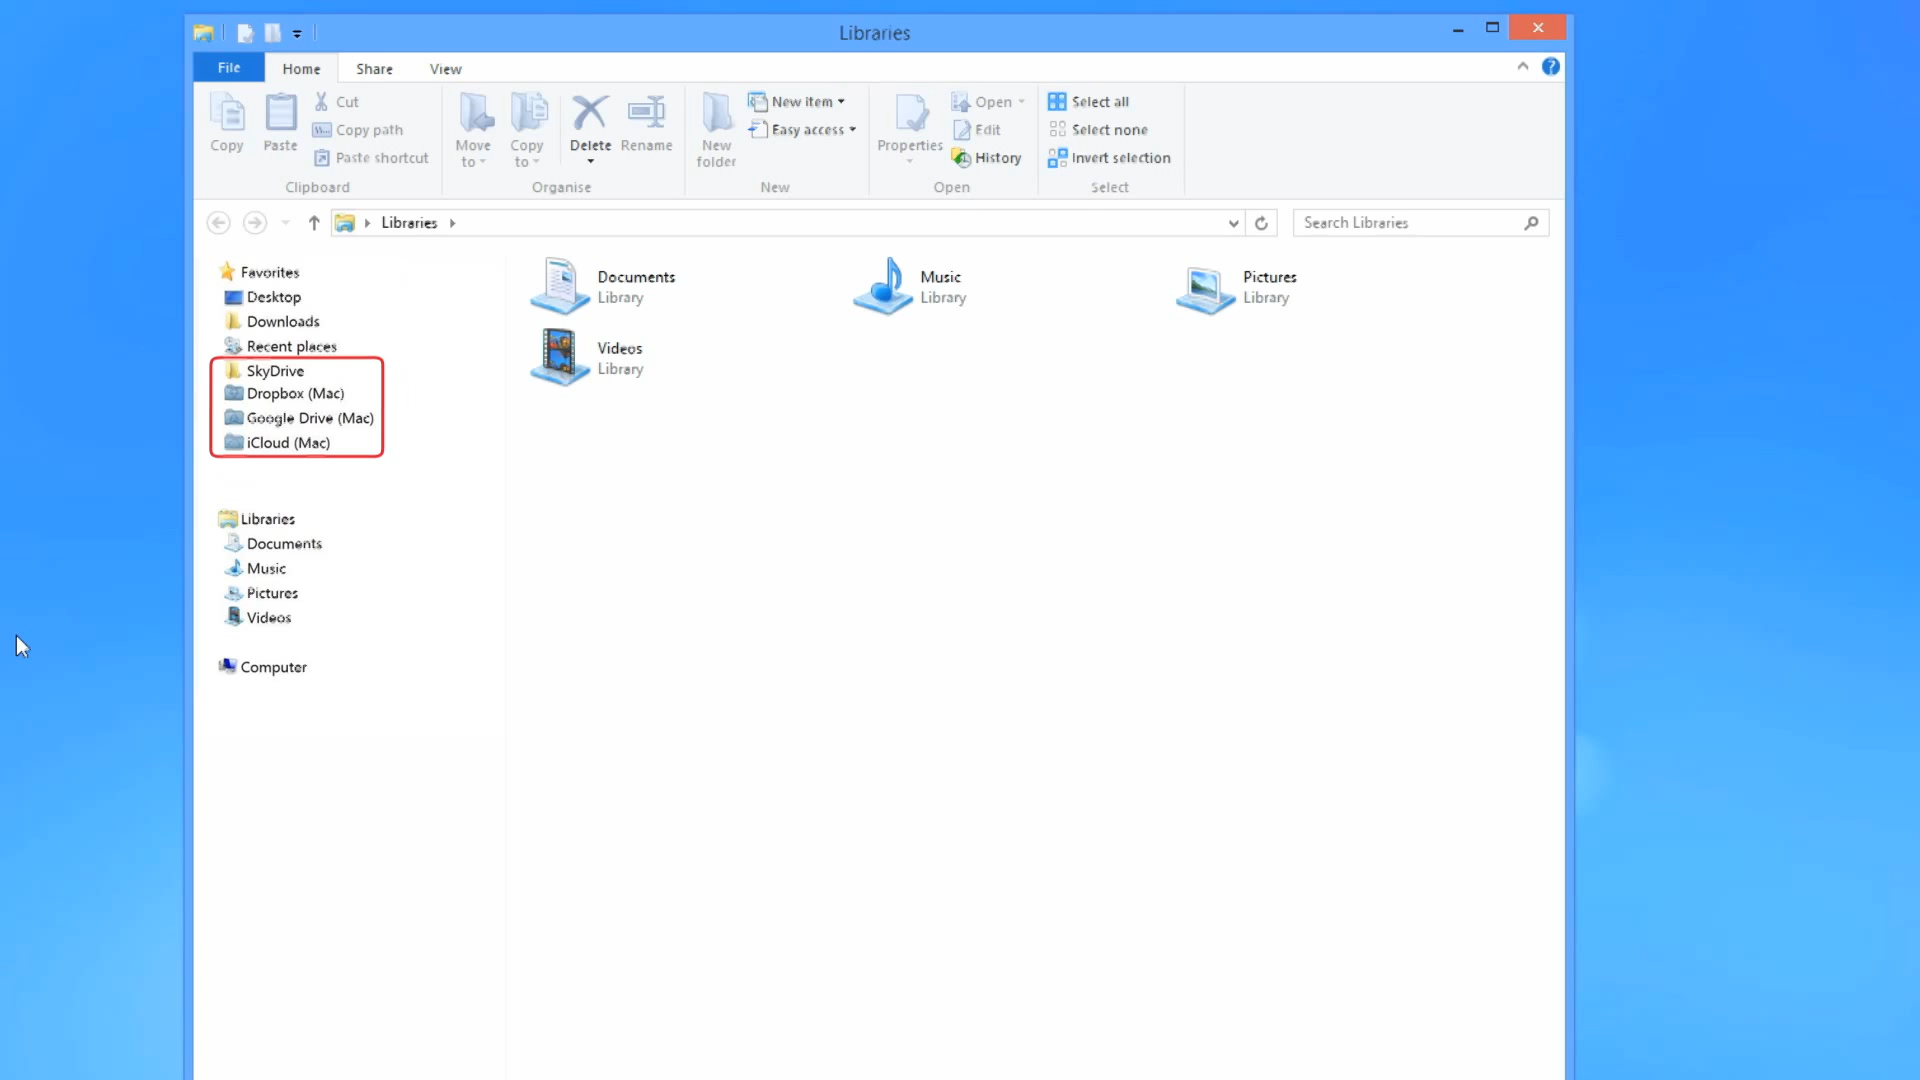 Libraries
File Home Share View
Copy Paste Cut Copy path Paste shortcut
Clipboard
Move to Copy to Delete Rename
Organise
New folder New item Easy access
New
Properties Open Edit History
Open
Select all
Select none
Invert selection
Select
Libraries
Search Libraries
Favorites
Desktop
Downloads
Recent places
SkyDrive
Dropbox (Mac)
Google Drive (Mac)
iCloud (Mac)
Libraries
Documents
Music
Pictures
Videos
Computer
Documents
Library
Music
Library
Pictures
Library
Videos
Library